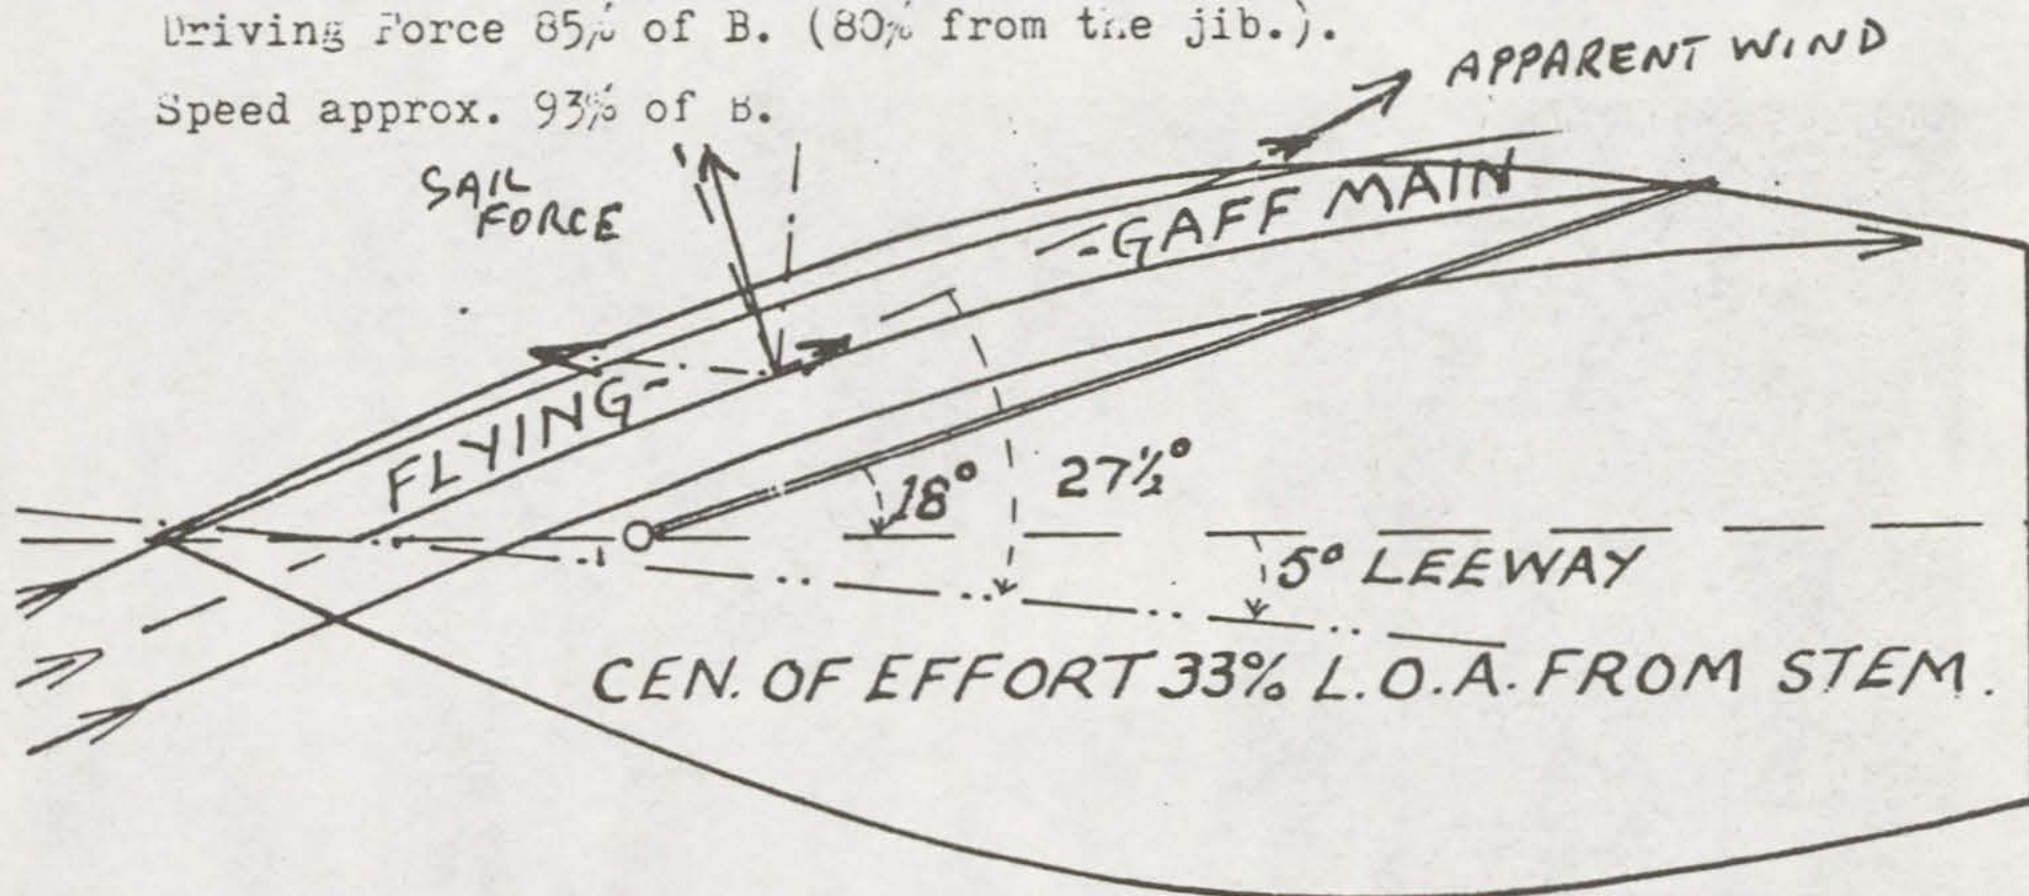 Driving Force 85% of B. (80% from the jib.).
Speed approx. 93% of B.
APPARENT WIND
SAIL
FORCE
-GAFF MAIN
FLYING-
18°
27½°
5° LEEWAY
CEN. OF EFFORT 33% L.O.A. FROM STEM.